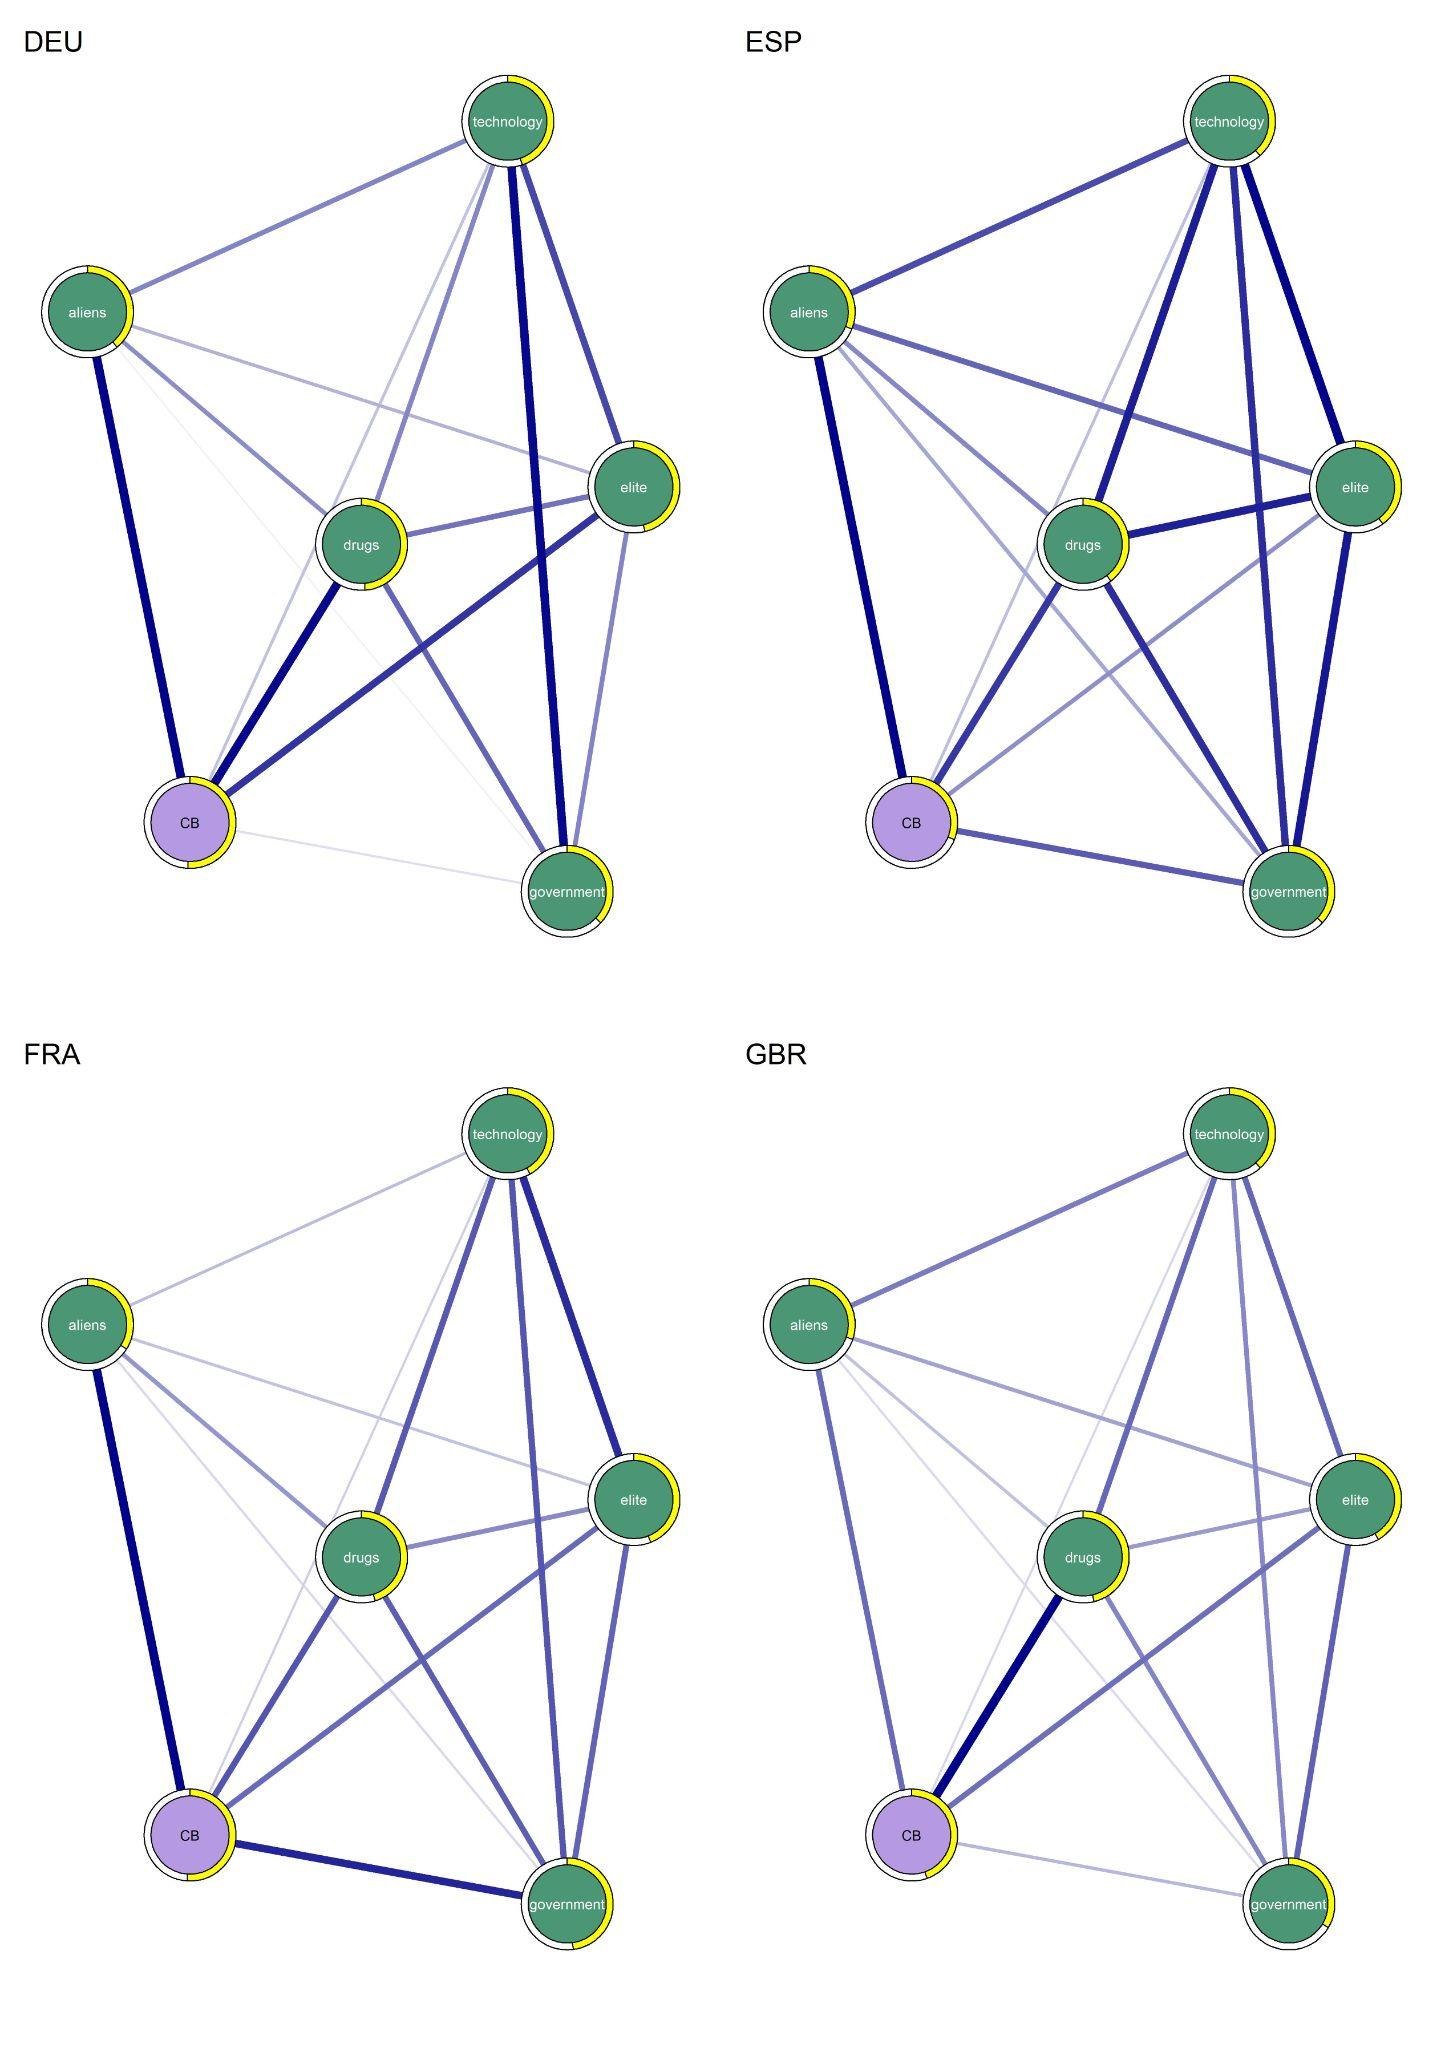 DEU
ESP
technology
technology
aliens
aliens
elite
elite
drugs
drugs
CB
CB
government
government
FRA
GBR
technology
technology
aliens
aliens
elite
elite
drugs
drugs
CB
CB
government
government